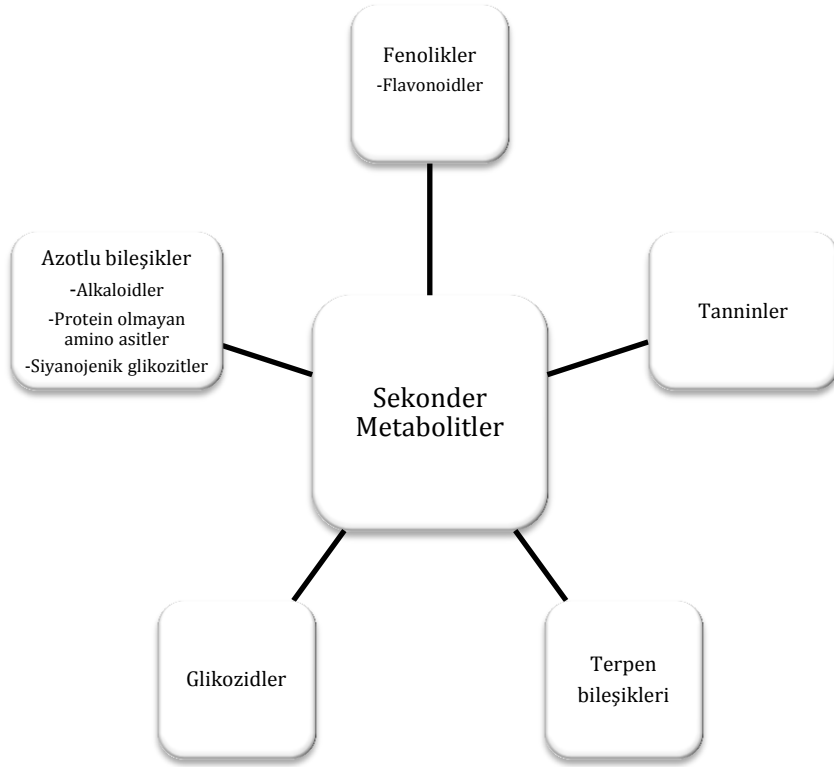 Fenolikler
-Flavonoidler
Azotlu bileşikler
-Alkaloidler
-Protein olmayan
amino asitler
-Siyanojenik glikozitler
Tanninler
Sekonder
Metabolitler
Glikozidler
Terpen
bileşikleri